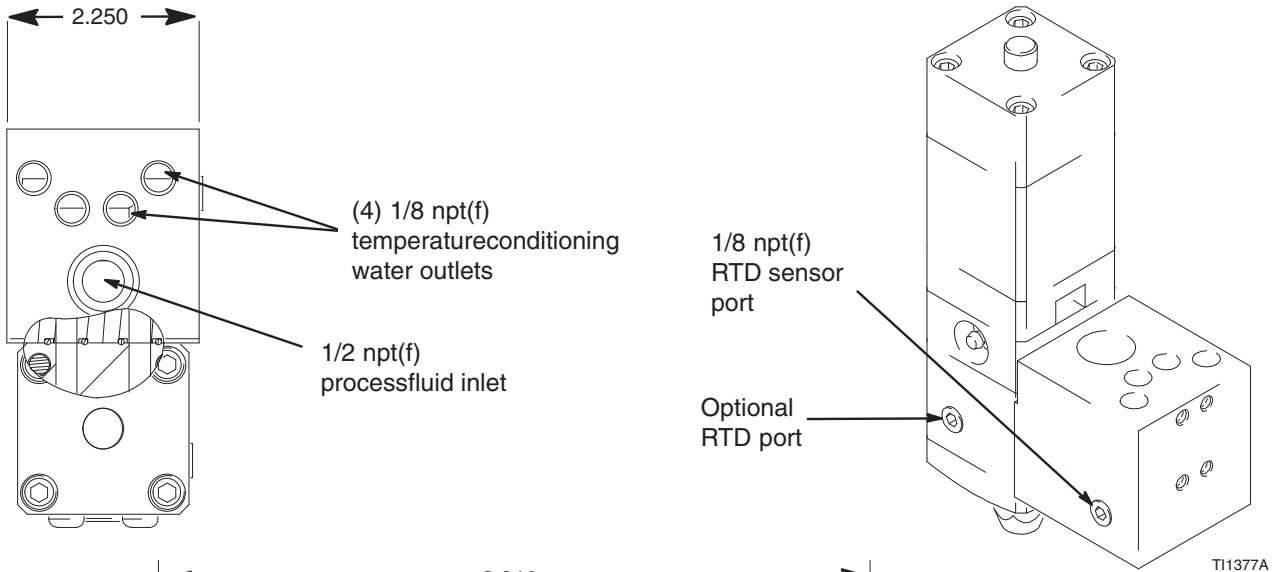 2.250
(4) 1/8 npt(f)
temperatureconditioning
water outlets
1/2 npt(f)
processfluid inlet
1/8 npt(f)
RTD sensor
port
Optional
RTD port
TI1377A